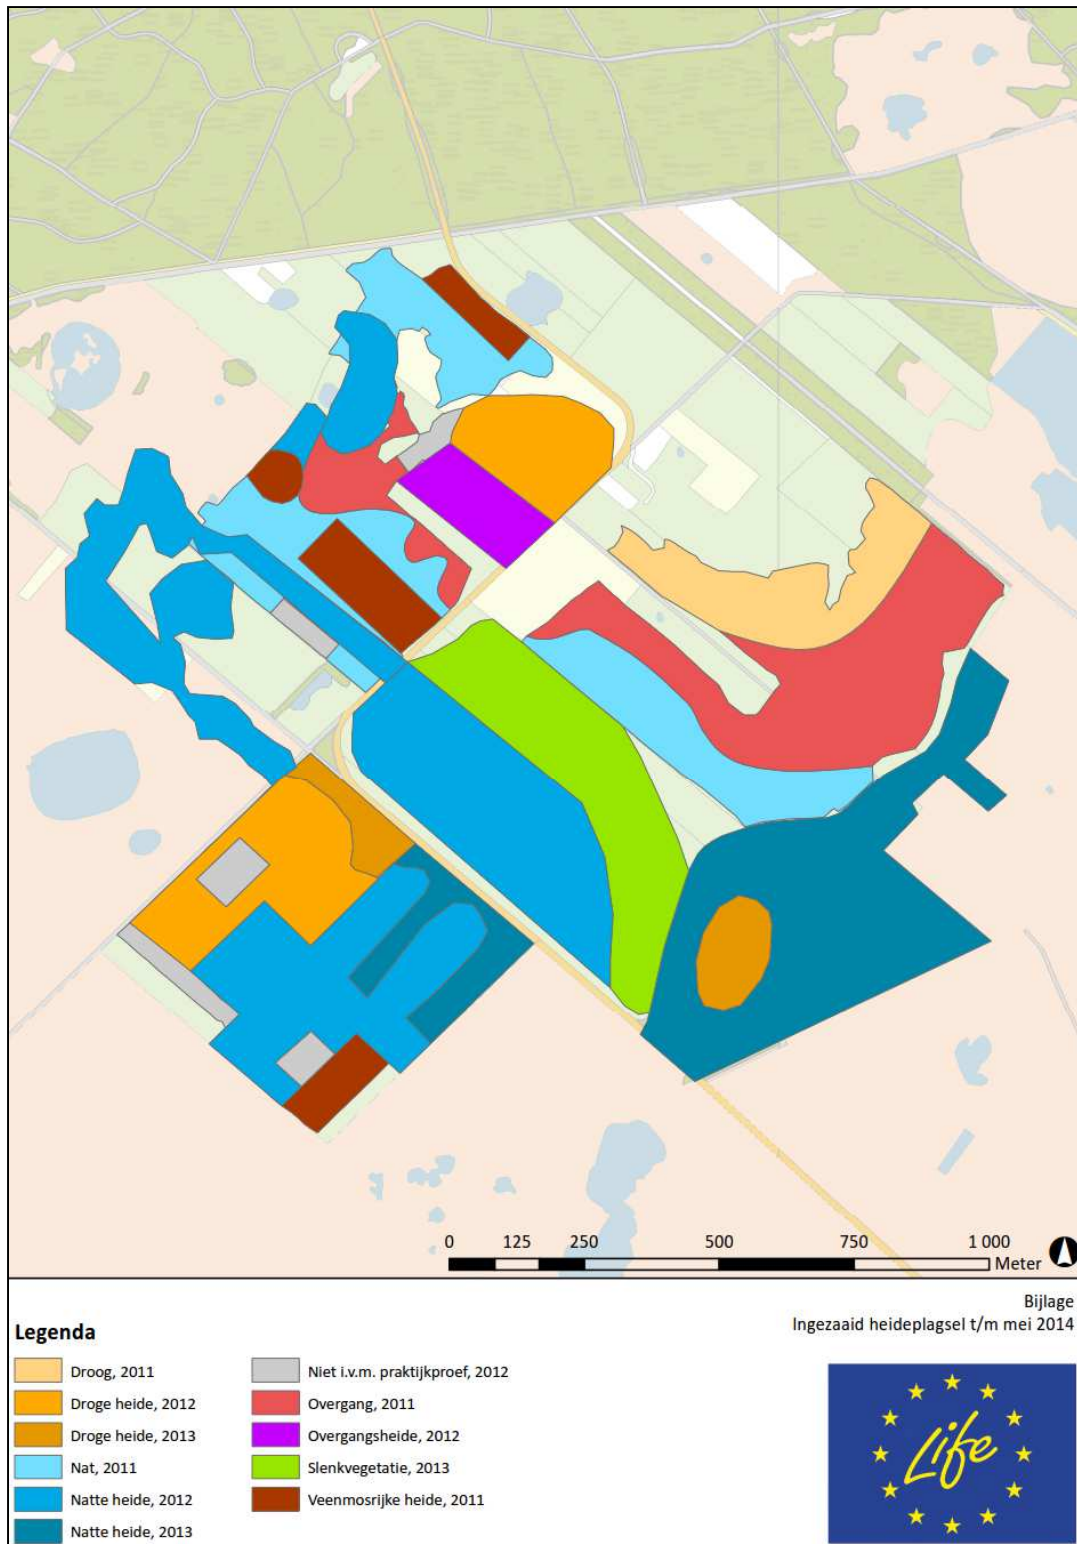 0 125 250 500 750 1 000
Meter
Bijlage
Ingezaaid heideplagsel t/m mei 2014
Legenda
Droog, 2011
Droge heide, 2012
Droge heide, 2013
Nat, 2011
Natte heide, 2012
Natte heide, 2013
Niet i.v.m. praktijkproef, 2012
Overgang, 2011
Overgangsheide, 2012
Slenkvegetatie, 2013
Veenmosrijke heide, 2011
Life